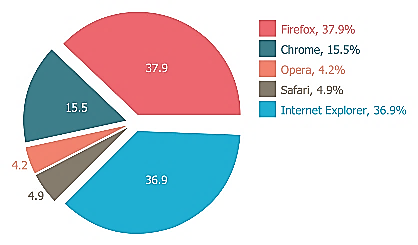 Firefox, 37.9%
Chrome, 15.5%
Opera, 4.2%
Safari, 4.9%
Internet Explorer, 36.9%
37.9
15.5
4.2
4.9
36.9